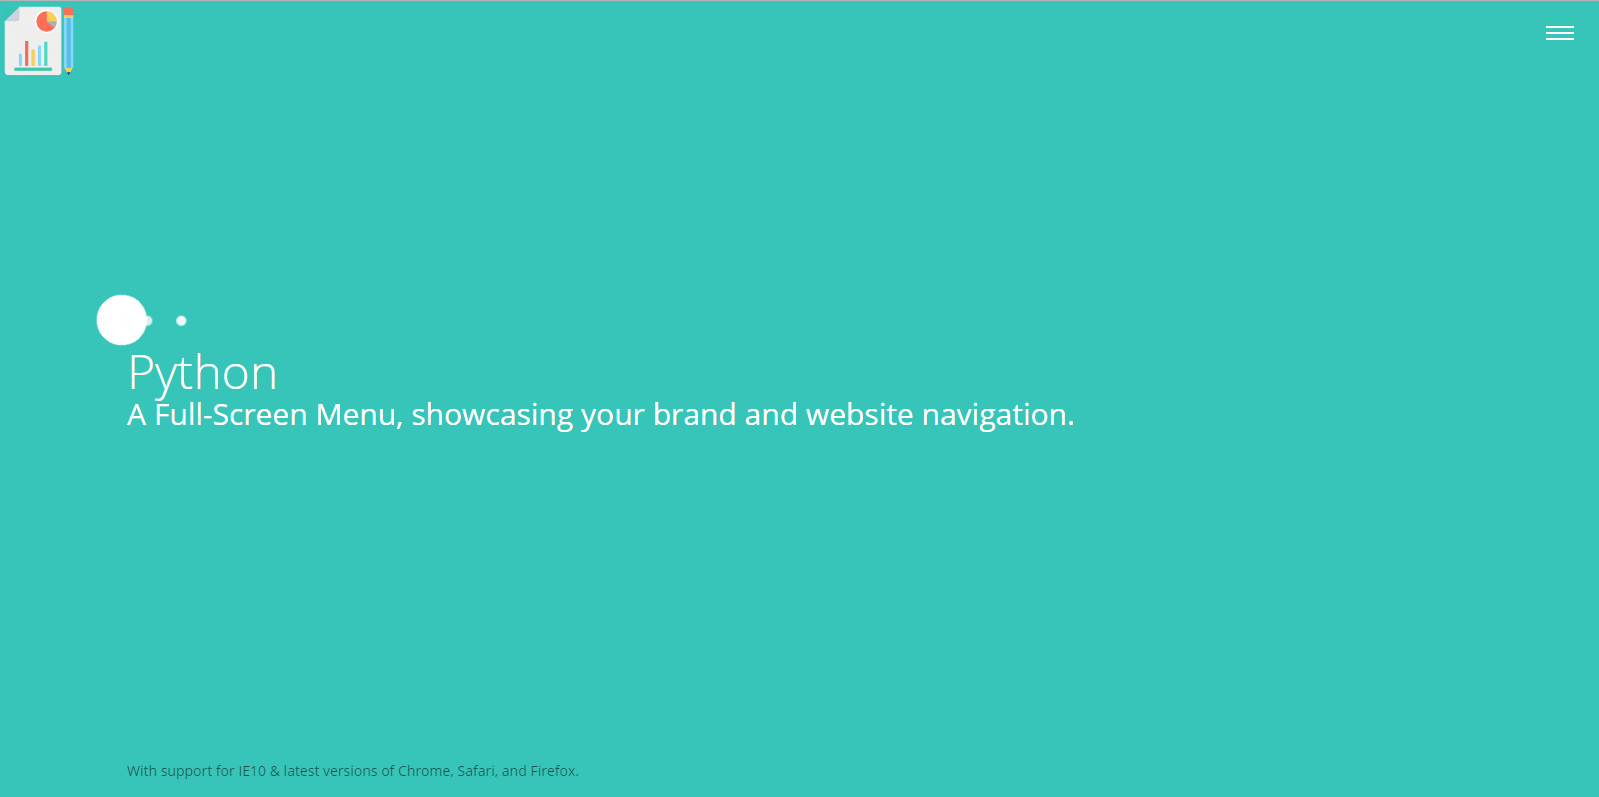 Python
A Full-Screen Menu, showcasing your brand and website navigation.
With support for IE10 & latest versions of Chrome, Safari, and Firefox.